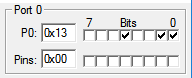 Port 0
7 Bits 0
P0: 0x13
Pins: 0x00